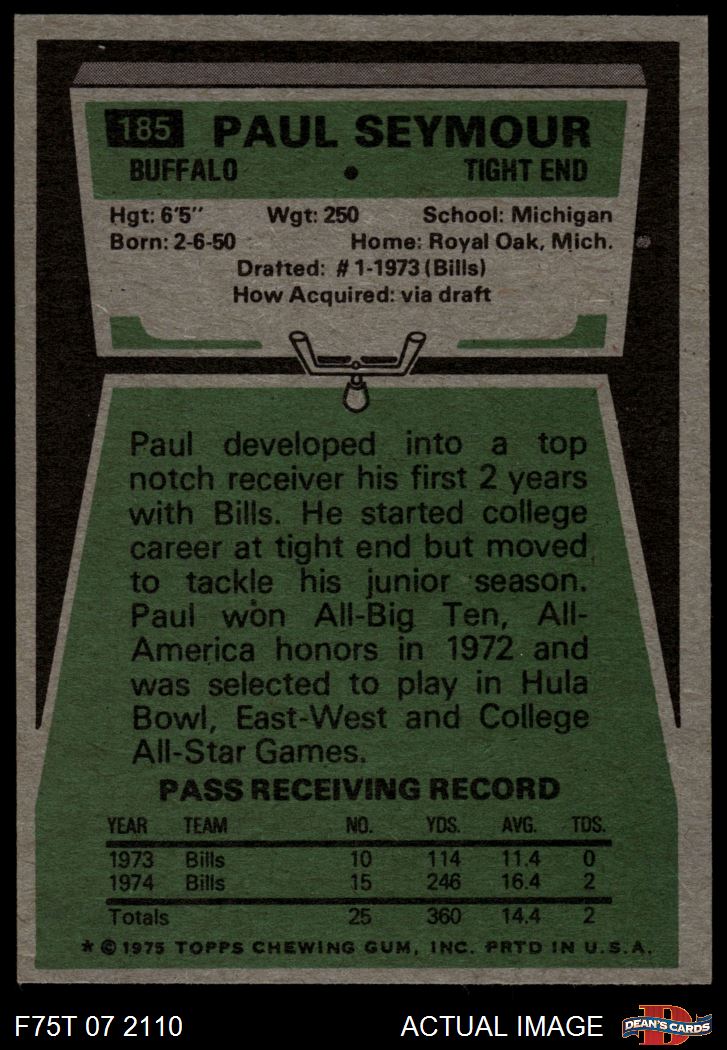 185 PAUL SEYMOUR
BUFFALO • TIGHT END
Hgt: 6'5" Wgt: 250 School: Michigan
Born: 2-6-50 Home: Royal Oak, Mich.
Drafted: #1-1973 (Bills)
How Acquired: via draft
Paul developed into a top
notch receiver his first 2 years
with Bills. He started college
career at tight end but moved
to tackle his junior season.
Paul won All-Big Ten, All-
America honors in 1972 and
was selected to play in Hula
Bowl, East-West and College
All-Star Games.
PASS RECEIVING RECORD
YEAR TEAM NO. YDS. AVG. TDS.
1973 Bills 10 114 11.4 0
1974 Bills 15 246 16.4 2
Totals 25 360 14.4 2
* © 1975 TOPPS CHEWING GUM, INC. PRTD IN U.S.A.
F75T 07 2110 ACTUAL IMAGE D DEAN'S CARDS